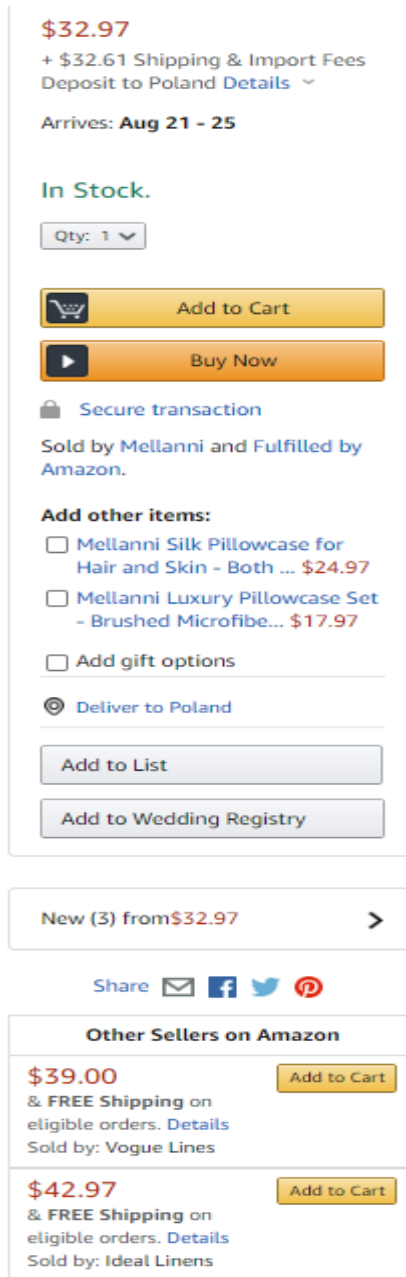 $32.97
+ $32.61 Shipping & Import Fees
Deposit to Poland Details
Arrives: Aug 21 - 25
In Stock.
Qty: 1
Add to Cart
Buy Now
Secure transaction
Sold by Mellanni and Fulfilled by
Amazon.
Add other items:
Mellanni Silk Pillowcase for
Hair and Skin - Both ... $24.97
Mellanni Luxury Pillowcase Set
- Brushed Microfibe... $17.97
Add gift options
Deliver to Poland
Add to List
Add to Wedding Registry
New (3) from$32.97
Share
Other Sellers on Amazon
$39.00 Add to Cart
& FREE Shipping on
eligible orders. Details
Sold by: Vogue Lines
$42.97 Add to Cart
& FREE Shipping on
eligible orders. Details
Sold by: Ideal Linens